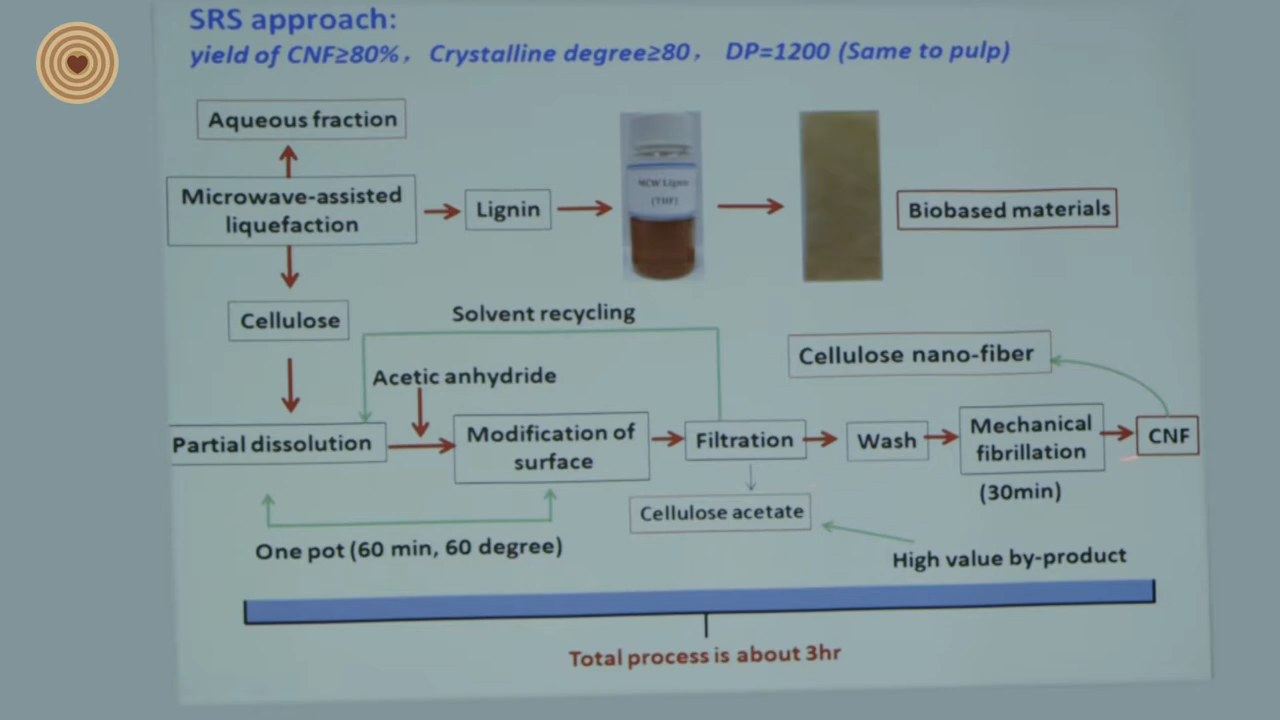 SRS approach:
yield of CNF≥80%, Crystalline degree≥80, DP=1200 (Same to pulp)
Aqueous fraction
Microwave-assisted
liquefaction
Lignin
MCW Lignin
(THF)
Biobased materials
Cellulose
Solvent recycling
Cellulose nano-fiber
Acetic anhydride
Partial dissolution
Modification of
surface
Filtration
Wash
Mechanical
fibrillation
CNF
(30min)
Cellulose acetate
One pot (60 min, 60 degree)
High value by-product
Total process is about 3hr